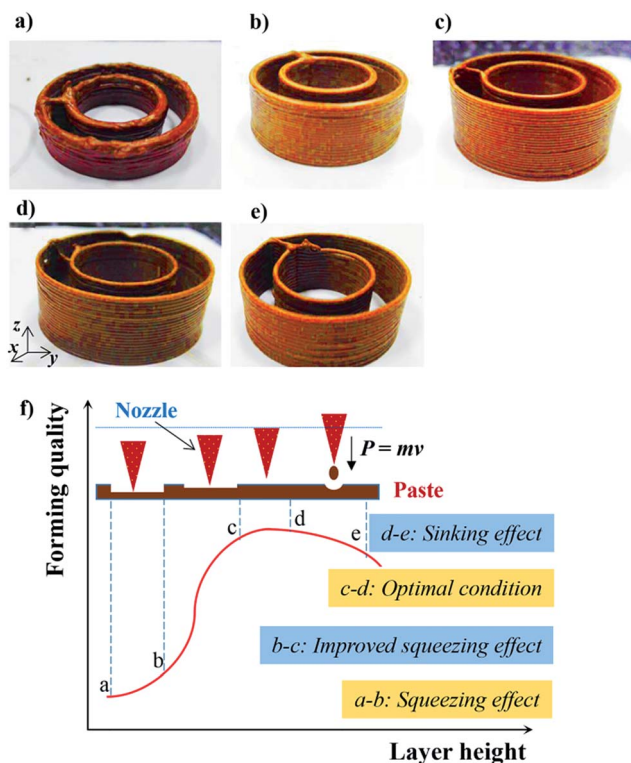 a)
b)
c)
d)
e)
z
x
y
f)
Nozzle
P = mv
Paste
Forming quality
c
d
e
d-e: Sinking effect
c-d: Optimal condition
b
b-c: Improved squeezing effect
a
a-b: Squeezing effect
Layer height